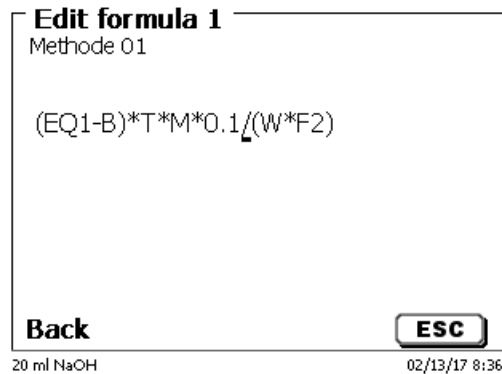 Edit formula 1
Methode 01
(EQ1-B)*T*M*0.1/(W*F2)
Back
ESC
20 ml NaOH
02/13/17 8:36